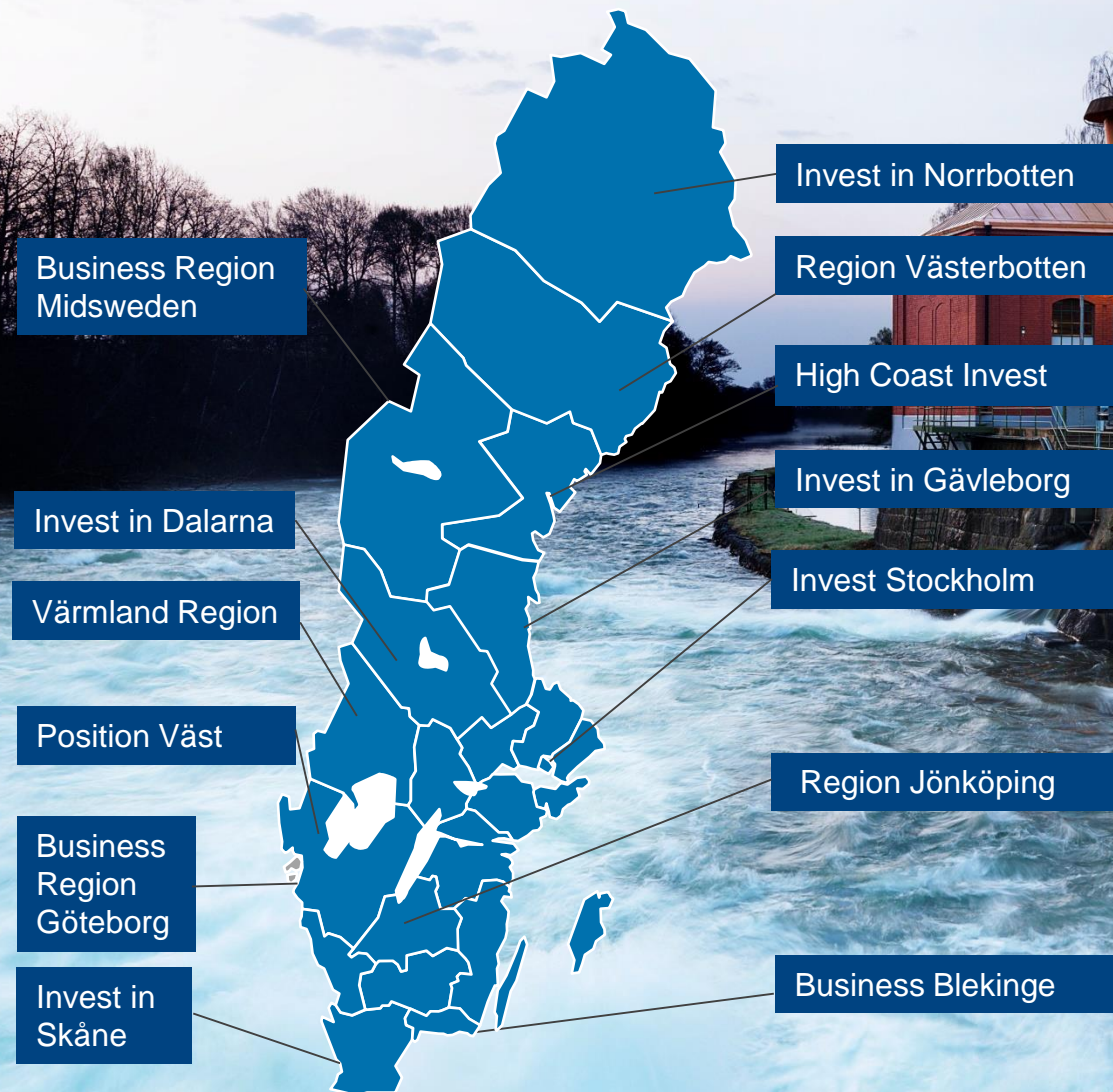 Invest in Norrbotten
Business Region
Midsweden
Region Västerbotten
High Coast Invest
Invest in Gävleborg
Invest in Dalarna
Invest Stockholm
Värmland Region
Position Väst
Region Jönköping
Business
Region
Göteborg
Invest in
Skåne
Business Blekinge